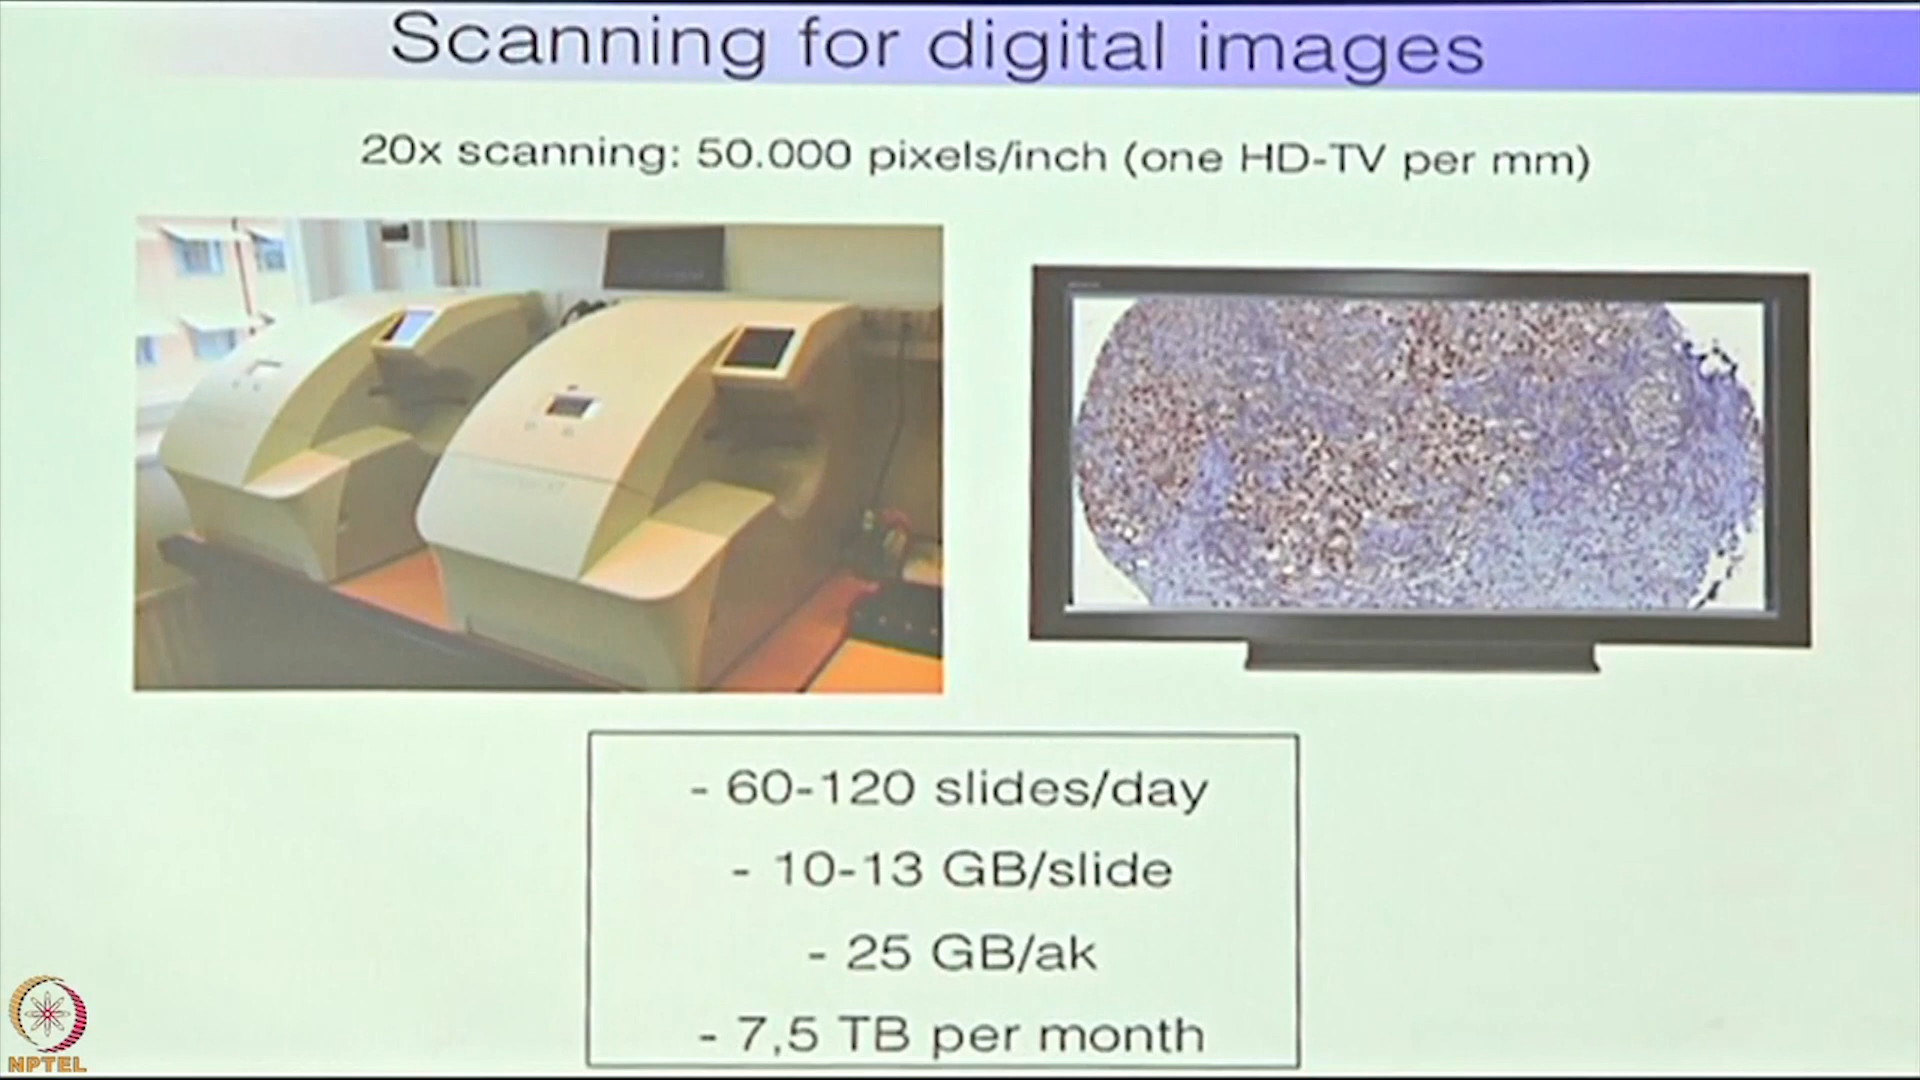 Scanning for digital images
20x scanning: 50.000 pixels/inch (one HD-TV per mm)
- 60-120 slides/day
- 10-13 GB/slide
- 25 GB/ak
- 7,5 TB per month
NPTEL